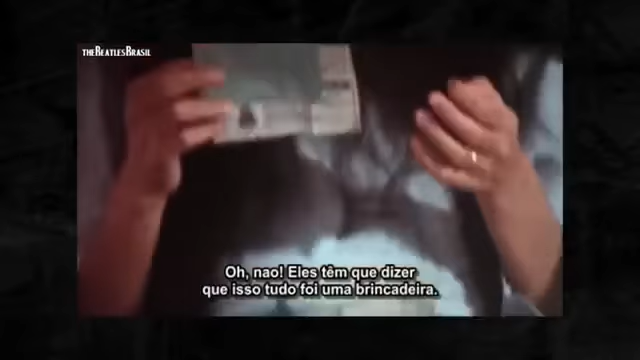 theBeatlesBrasil
Oh, nao! Eles têm que dizer
que isso tudo foi uma brincadeira.